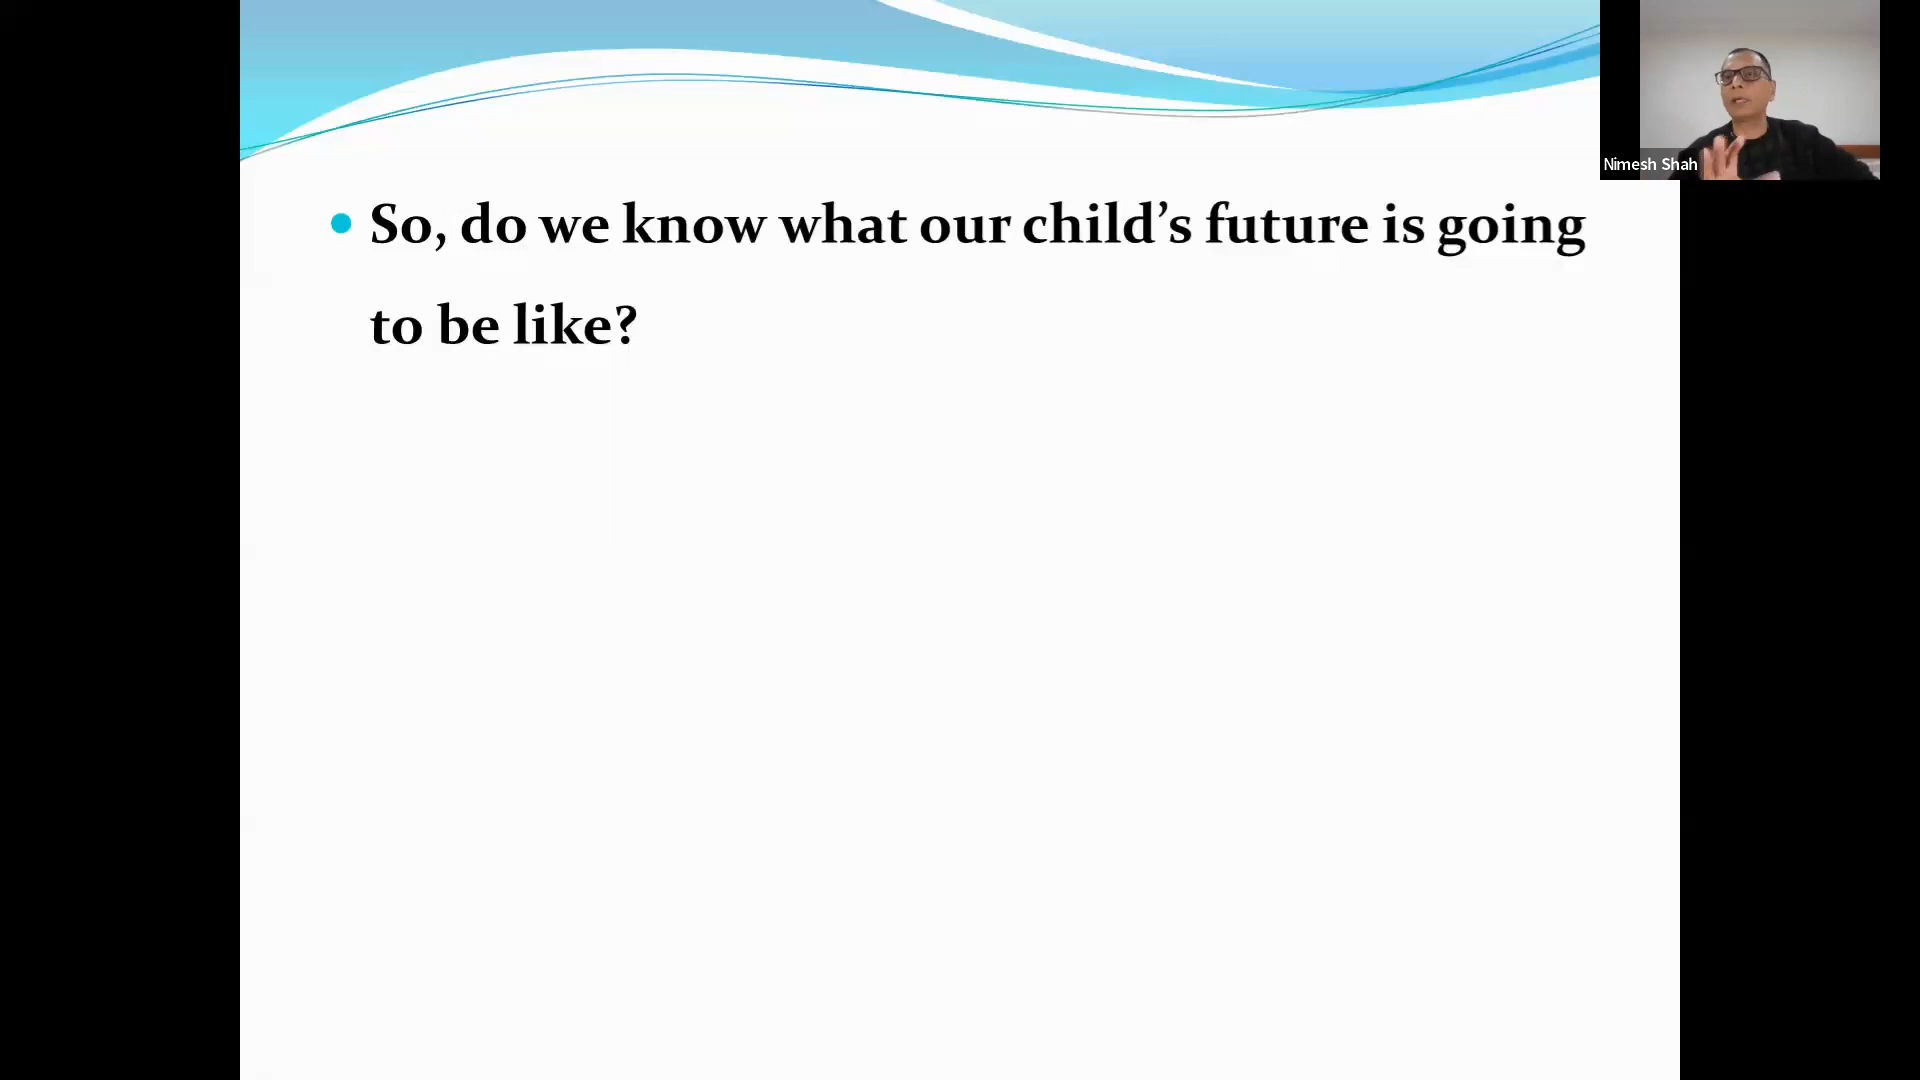 Nimesh Shah
• So, do we know what our child’s future is going
to be like?